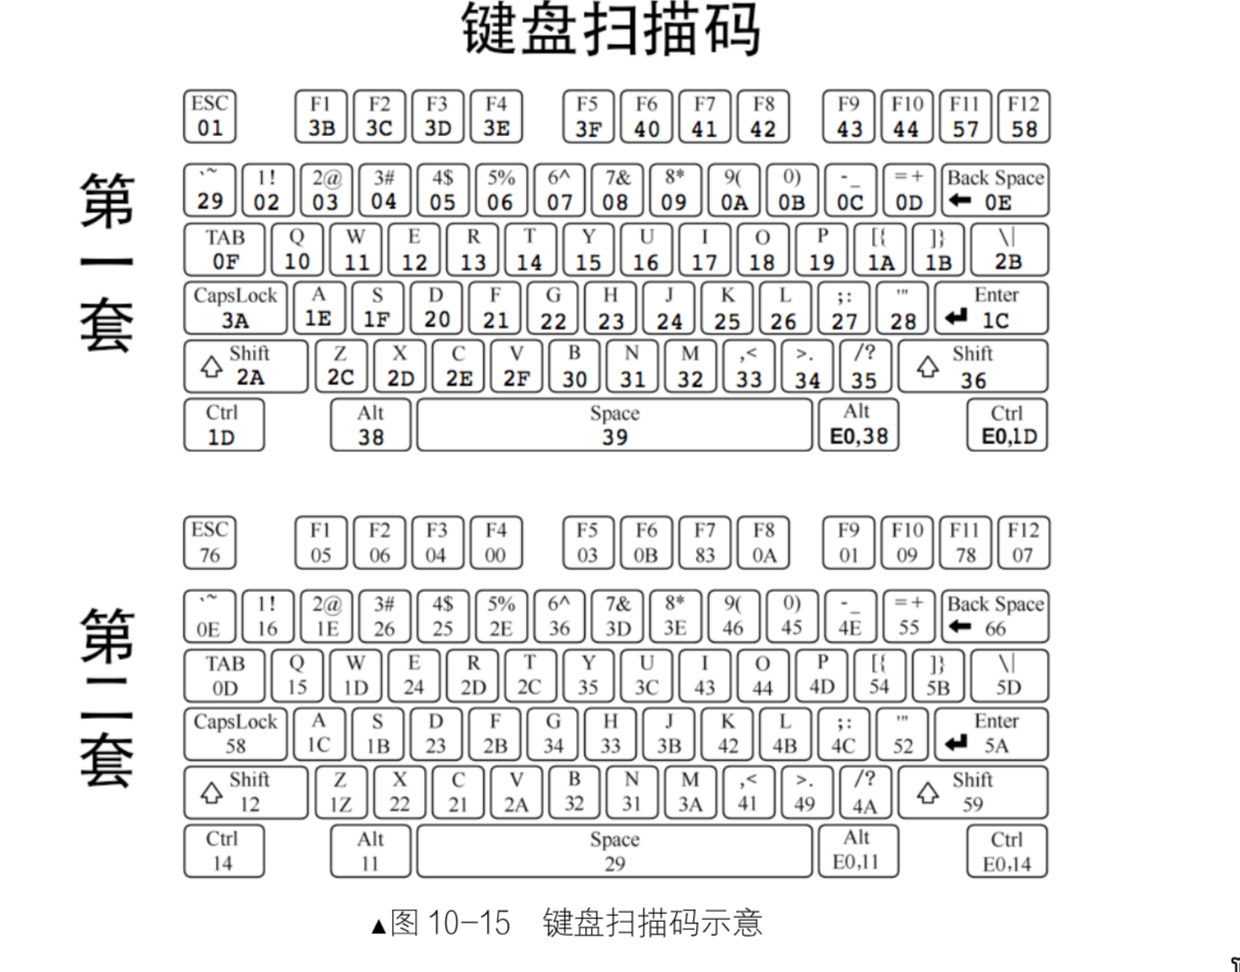 键盘扫描码
第一套
ESC F1 F2 F3 F4 F5 F6 F7 F8 F9 F10 F11 F12
01 3B 3C 3D 3E 3F 40 41 42 43 44 57 58
`~ 1! 2@ 3# 4$ 5% 6^ 7& 8* 9( 0) -_ =+ Back Space
29 02 03 04 05 06 07 08 09 0A 0B 0C 0D 0E
TAB Q W E R T Y U I O P [{ ]} \|
0F 10 11 12 13 14 15 16 17 18 19 1A 1B 2B
CapsLock A S D F G H J K L ;: '" Enter
3A 1E 1F 20 21 22 23 24 25 26 27 28 1C
Shift Z X C V B N M ,< >. /? Shift
2A 2C 2D 2E 2F 30 31 32 33 34 35 36
Ctrl Alt Space Alt Ctrl
1D 38 39 E0,38 E0,1D
第二套
ESC F1 F2 F3 F4 F5 F6 F7 F8 F9 F10 F11 F12
76 05 06 04 00 03 0B 83 0A 01 09 78 07
`~ 1! 2@ 3# 4$ 5% 6^ 7& 8* 9( 0) -_ =+ Back Space
0E 16 1E 26 25 2E 36 3D 3E 46 45 4E 55 66
TAB Q W E R T Y U I O P [{ ]} \|
0D 15 1D 24 2D 2C 35 3C 43 44 4D 54 5B 5D
CapsLock A S D F G H J K L ;: '" Enter
58 1C 1B 23 2B 34 33 3B 42 4B 4C 52 5A
Shift Z X C V B N M ,< >. /? Shift
12 1Z 22 21 2A 32 31 3A 41 49 4A 59
Ctrl Alt Space Alt Ctrl
14 11 29 E0,11 E0,14
▲图 10-15 键盘扫描码示意